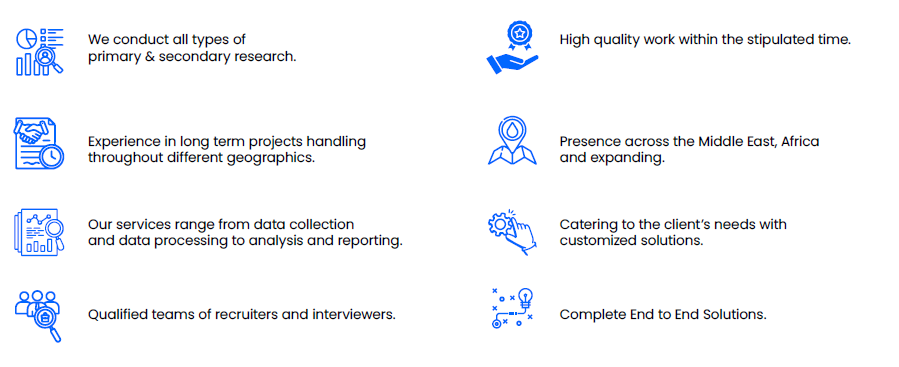 We conduct all types of
primary & secondary research.
High quality work within the stipulated time.
Experience in long term projects handling
throughout different geographics.
Presence across the Middle East, Africa
and expanding.
Our services range from data collection
and data processing to analysis and reporting.
Catering to the client’s needs with
customized solutions.
Qualified teams of recruiters and interviewers.
Complete End to End Solutions.